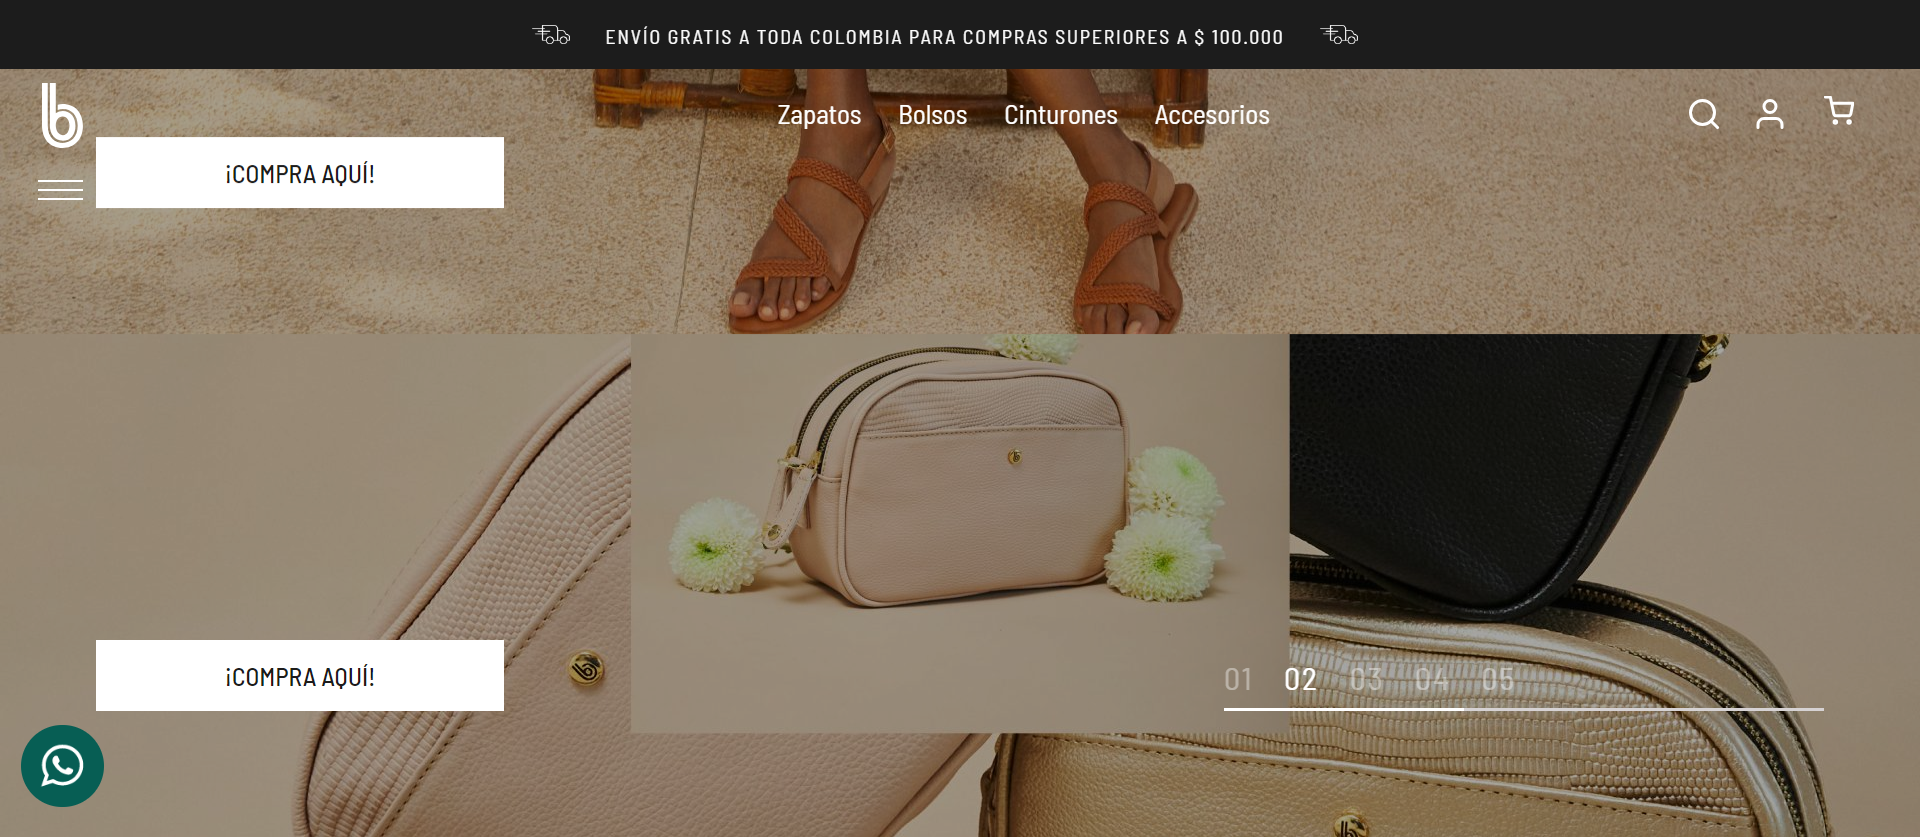 ENVÍO GRATIS A TODA COLOMBIA PARA COMPRAS SUPERIORES A $ 100.000
b
Zapatos Bolsos Cinturones Accesorios
¡COMPRA AQUÍ!
¡COMPRA AQUÍ!
01 02 03 04 05